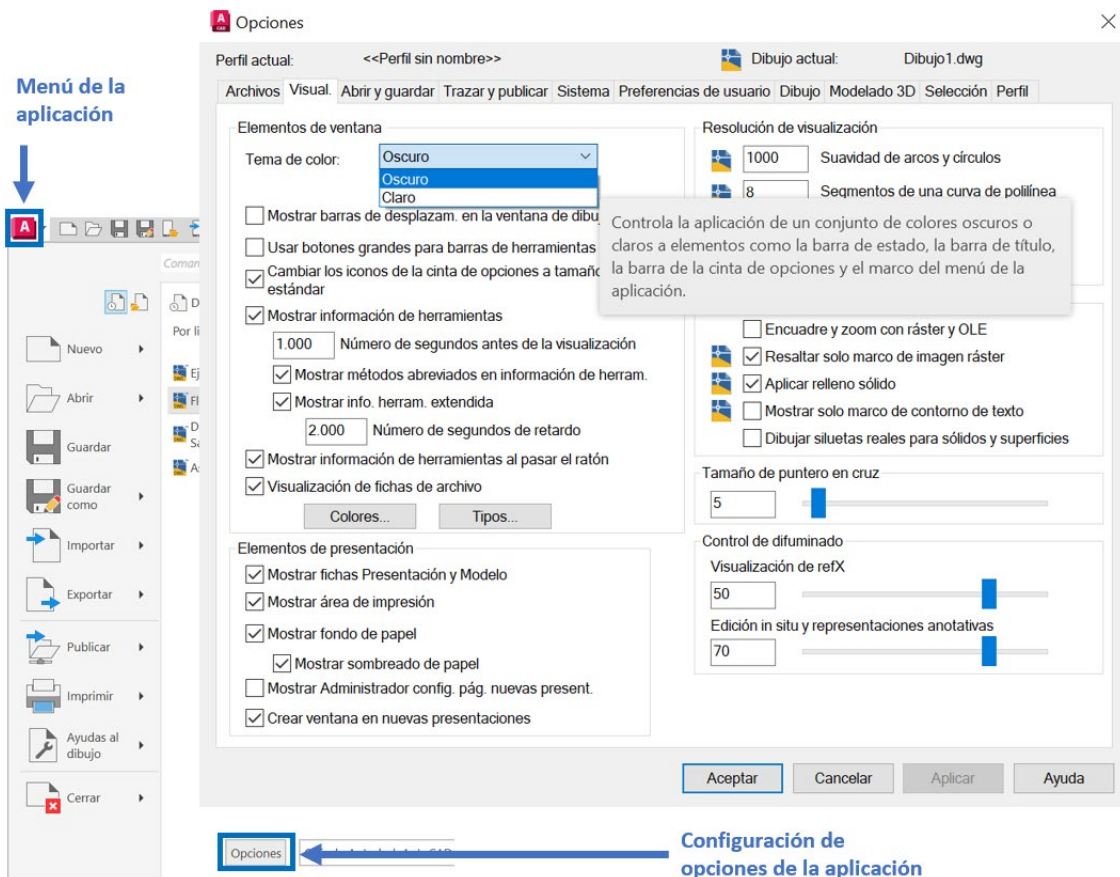 Opciones
Perfil actual: <<Perfil sin nombre>> Dibujo actual: Dibujo1.dwg
Archivos Visual. Abrir y guardar Trazar y publicar Sistema Preferencias de usuario Dibujo Modelado 3D Selección Perfil
Menú de la
aplicación
Elementos de ventana
Tema de color: Oscuro
Oscuro
Claro
Mostrar barras de desplazam. en la ventana de dibu
Usar botones grandes para barras de herramientas
Cambiar los iconos de la cinta de opciones a tamaño
estándar
Mostrar información de herramientas
1.000 Número de segundos antes de la visualización
Mostrar métodos abreviados en información de herram.
Mostrar info. herram. extendida
2.000 Número de segundos de retardo
Mostrar información de herramientas al pasar el ratón
Visualización de fichas de archivo
Colores... Tipos...
Elementos de presentación
Mostrar fichas Presentación y Modelo
Mostrar área de impresión
Mostrar fondo de papel
Mostrar sombreado de papel
Mostrar Administrador config. pág. nuevas present.
Crear ventana en nuevas presentaciones
Resolución de visualización
1000 Suavidad de arcos y círculos
8 Segmentos de una curva de polilínea
Controla la aplicación de un conjunto de colores oscuros o
claros a elementos como la barra de estado, la barra de título,
la barra de la cinta de opciones y el marco del menú de la
aplicación.
Encuadre y zoom con ráster y OLE
Resaltar solo marco de imagen ráster
Aplicar relleno sólido
Mostrar solo marco de contorno de texto
Dibujar siluetas reales para sólidos y superficies
Tamaño de puntero en cruz
5
Control de difuminado
Visualización de refX
50
Edición in situ y representaciones anotativas
70
Aceptar Cancelar Aplicar Ayuda
A
Coman
D
Por li
Ej
Fl
D
Sa
A
Nuevo
Abrir
Guardar
Guardar
como
Importar
Exportar
Publicar
Imprimir
Ayudas al
dibujo
Cerrar
Opciones
Configuración de
opciones de la aplicación